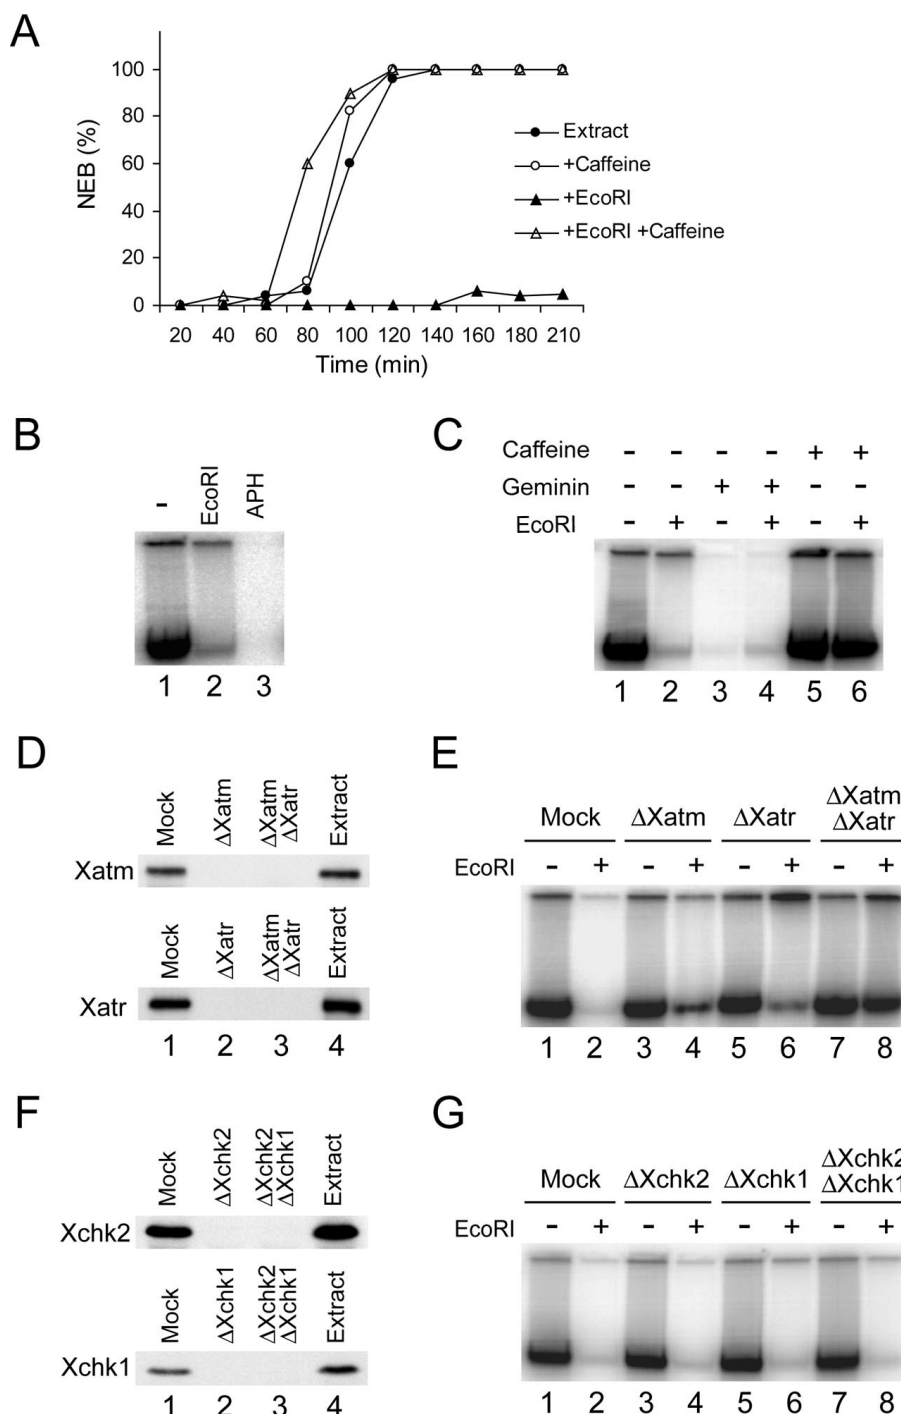 A
100
80
60
40
20
0
NEB (%)
20 40 60 80 100 120 140 160 180 210
Time (min)
Extract
+Caffeine
+EcoRI
+EcoRI +Caffeine
B
- EcoRI APH
1 2 3
C
Caffeine - - - - + +
Geminin - - + + - -
EcoRI - + - + - +
1 2 3 4 5 6
D
Mock ΔXatm ΔXatm ΔXatr Extract
Xatm
Mock ΔXatr ΔXatm ΔXatr Extract
Xatr
1 2 3 4
E
Mock ΔXatm ΔXatr ΔXatm
ΔXatr
EcoRI - + - + - + - +
1 2 3 4 5 6 7 8
F
Mock ΔXchk2 ΔXchk2 ΔXchk1 Extract
Xchk2
Mock ΔXchk1 ΔXchk2 ΔXchk1 Extract
Xchk1
1 2 3 4
G
Mock ΔXchk2 ΔXchk1 ΔXchk2
ΔXchk1
EcoRI - + - + - + - +
1 2 3 4 5 6 7 8